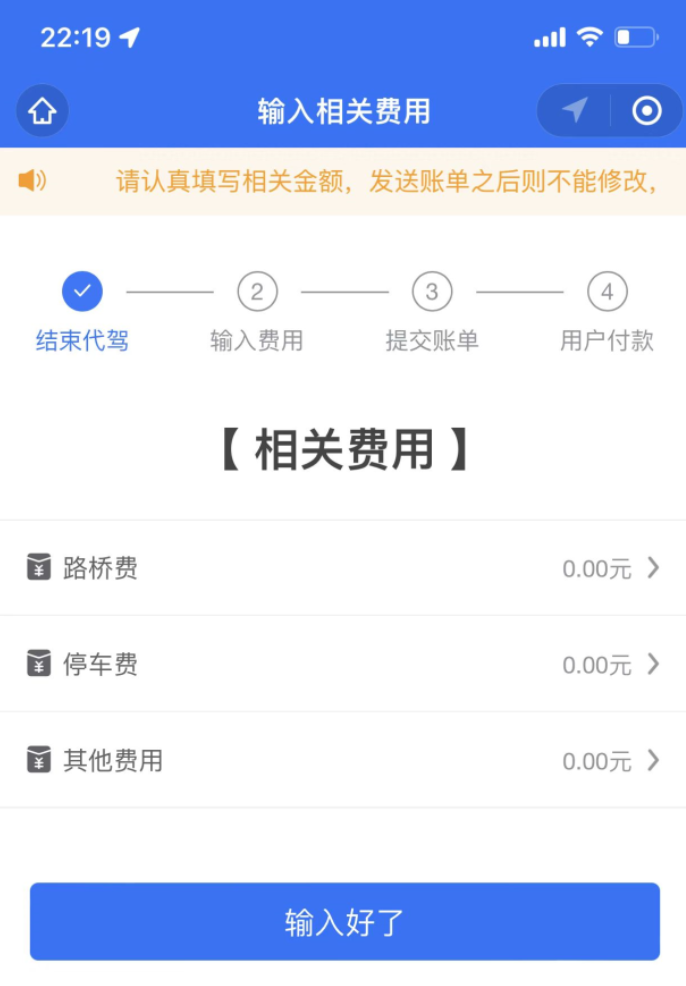 22:19
输入相关费用
请认真填写相关金额，发送账单之后则不能修改，
2 3 4
结束代驾 输入费用 提交账单 用户付款
【相关费用】
¥ 路桥费 0.00元
¥ 停车费 0.00元
¥ 其他费用 0.00元
输入好了